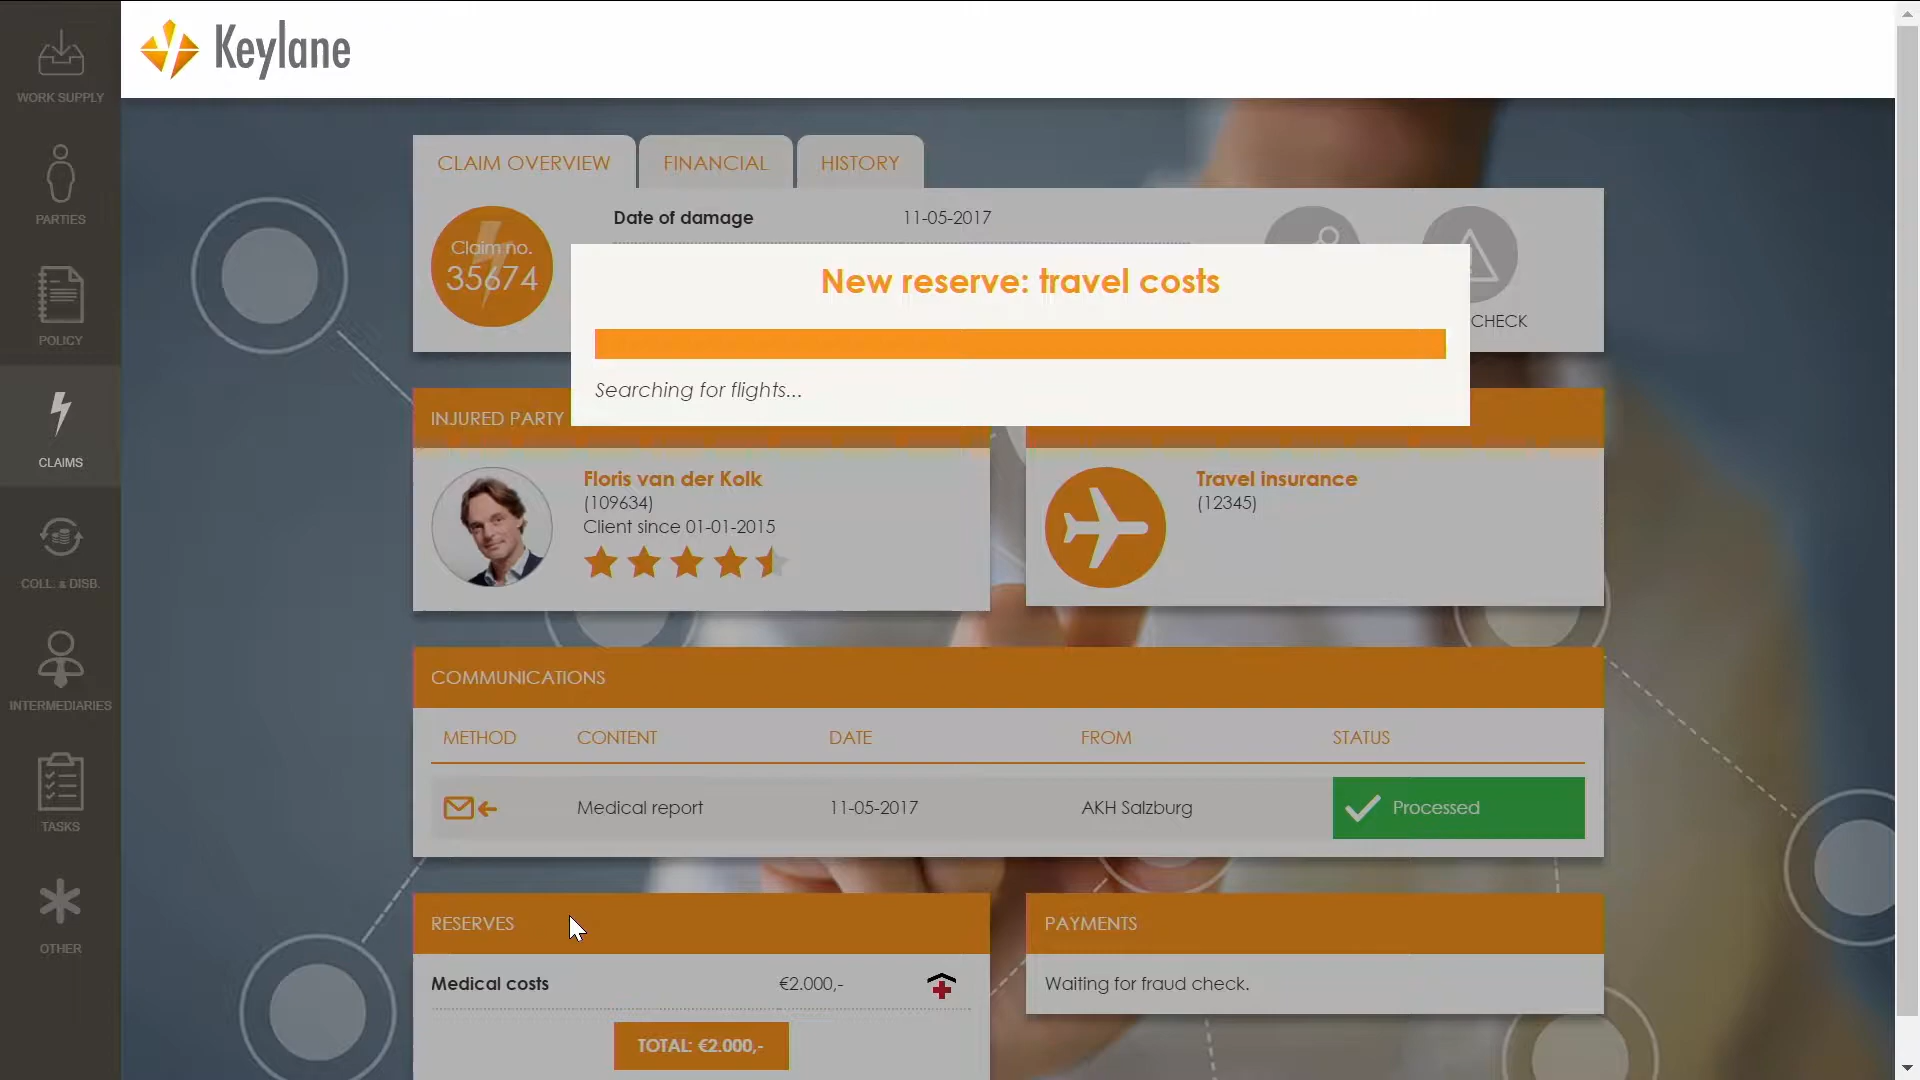 Keylane
WORK SUPPLY
PARTIES
POLICY
CLAIMS
COLL. & DISB.
INTERMEDIARIES
TASKS
OTHER
CLAIM OVERVIEW
FINANCIAL
HISTORY
Claim no.
35674
Date of damage 11-05-2017
CHECK
New reserve: travel costs
Searching for flights...
INJURED PARTY
Floris van der Kolk
(109634)
Client since 01-01-2015
Travel insurance
(12345)
COMMUNICATIONS
METHOD CONTENT DATE FROM STATUS
Medical report 11-05-2017 AKH Salzburg Processed
RESERVES
Medical costs €2.000,-
TOTAL: €2.000,-
PAYMENTS
Waiting for fraud check.